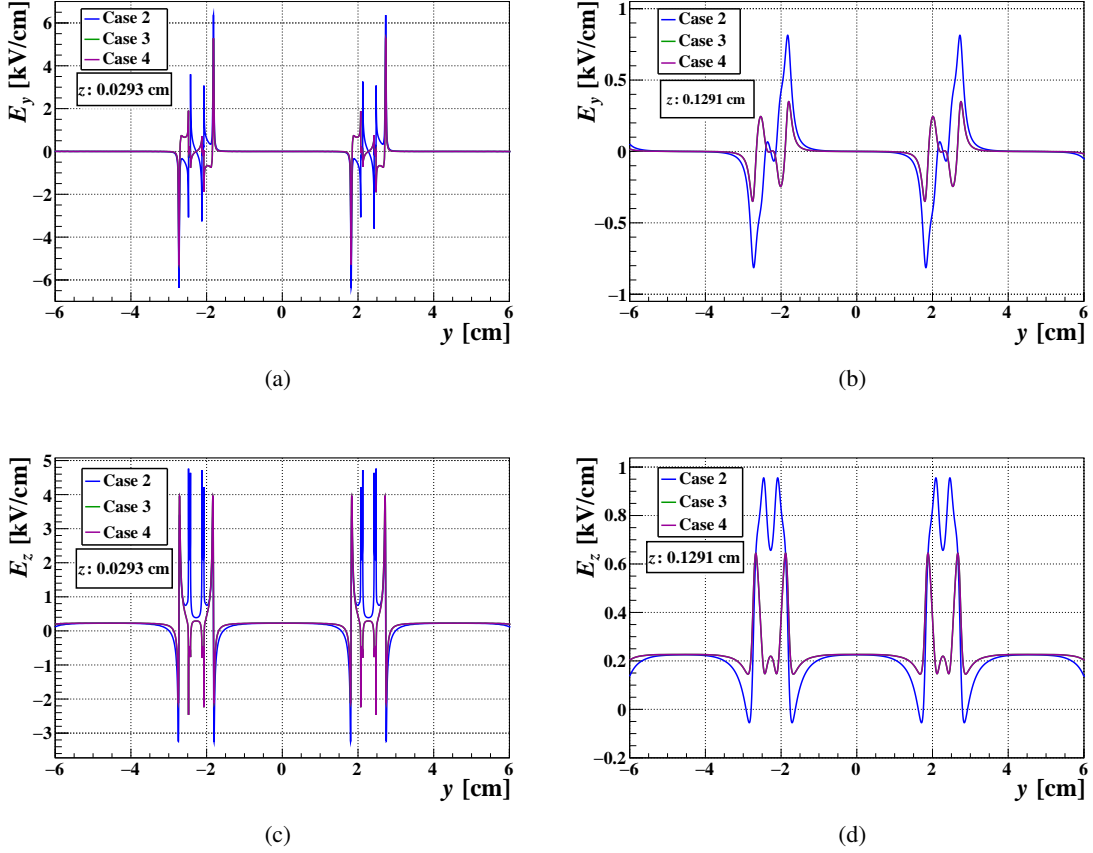 E_y [kV/cm]
6
4
2
0
−2
−4
−6
Case 2
Case 3
Case 4
z: 0.0293 cm
−6 −4 −2 0 2 4 6
y [cm]
(a)
E_y [kV/cm]
1
0.5
0
−0.5
−1
Case 2
Case 3
Case 4
z: 0.1291 cm
−6 −4 −2 0 2 4 6
y [cm]
(b)
E_z [kV/cm]
5
4
3
2
1
0
−1
−2
−3
Case 2
Case 3
Case 4
z: 0.0293 cm
−6 −4 −2 0 2 4 6
y [cm]
(c)
E_z [kV/cm]
1
0.8
0.6
0.4
0.2
0
−0.2
Case 2
Case 3
Case 4
z: 0.1291 cm
−6 −4 −2 0 2 4 6
y [cm]
(d)